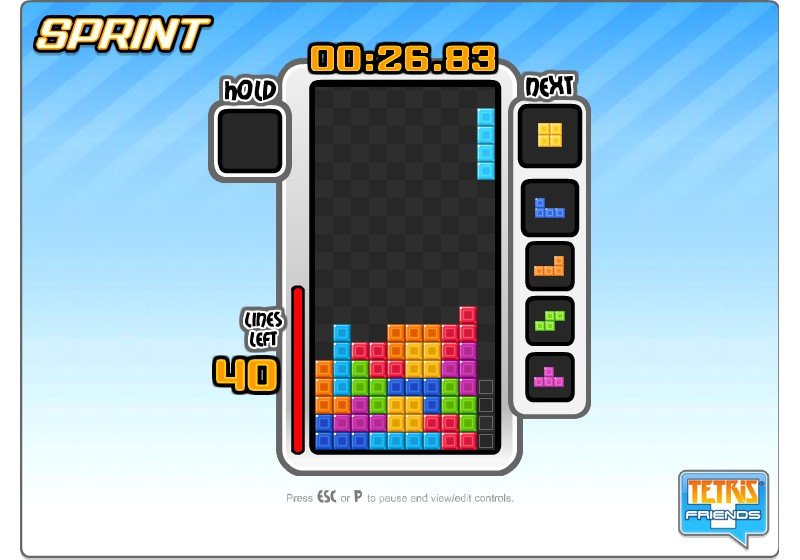 SPRINT
00:26.83
HOLD
NEXT
LINES
LEFT
40
Press ESC or P to pause and view/edit controls.
TETRIS®
FRIENDS